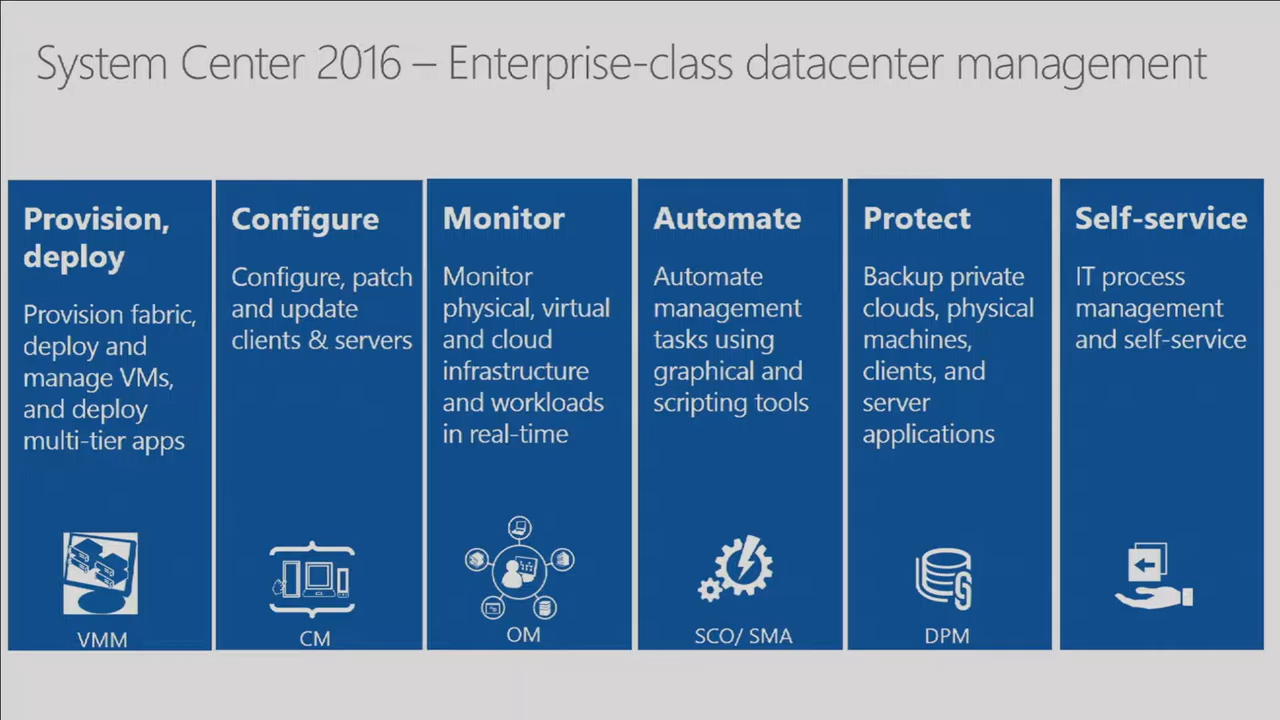 System Center 2016 – Enterprise-class datacenter management
Provision,
deploy
Provision fabric,
deploy and
manage VMs,
and deploy
multi-tier apps
VMM
Configure
Configure, patch
and update
clients & servers
CM
Monitor
Monitor
physical, virtual
and cloud
infrastructure
and workloads
in real-time
OM
Automate
Automate
management
tasks using
graphical and
scripting tools
SCO/ SMA
Protect
Backup private
clouds, physical
machines,
clients, and
server
applications
DPM
Self-service
IT process
management
and self-service